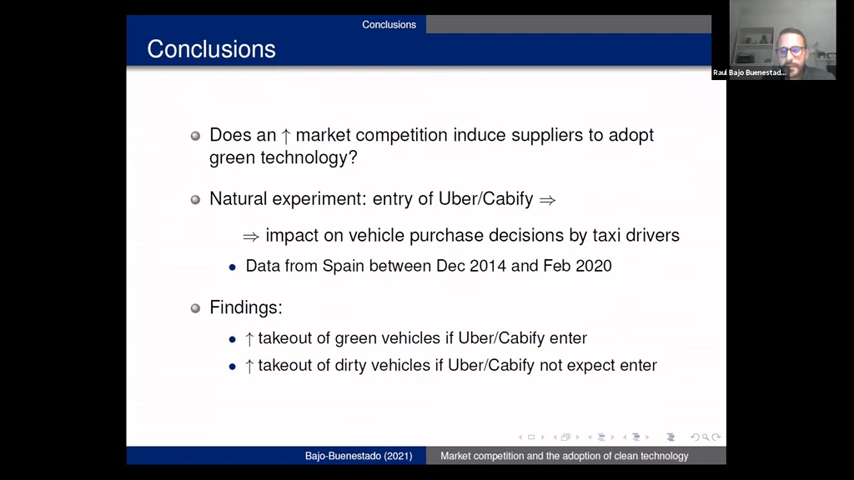 Conclusions
Conclusions
Raul Bajo Buenestad...
Does an ↑ market competition induce suppliers to adopt
green technology?
Natural experiment: entry of Uber/Cabify ⇒
⇒ impact on vehicle purchase decisions by taxi drivers
Data from Spain between Dec 2014 and Feb 2020
Findings:
↑ takeout of green vehicles if Uber/Cabify enter
↑ takeout of dirty vehicles if Uber/Cabify not expect enter
Bajo-Buenestado (2021)
Market competition and the adoption of clean technology